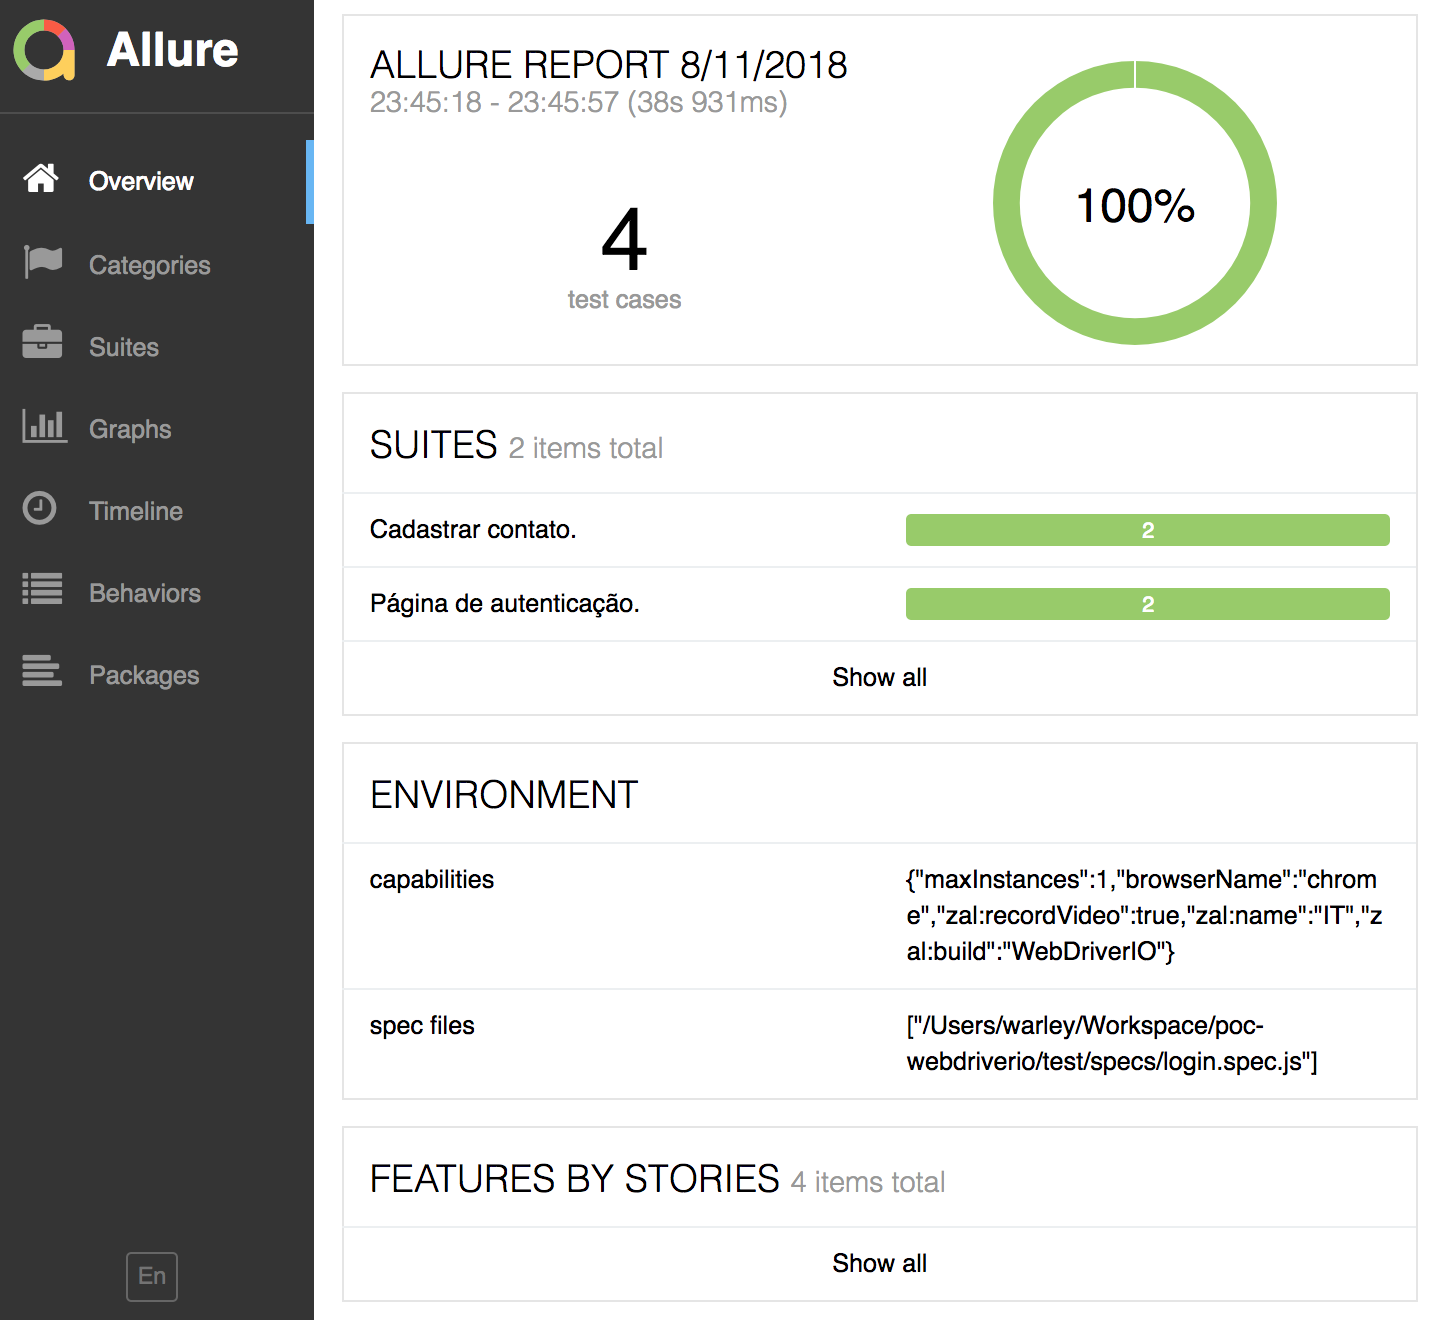 Allure
Overview
Categories
Suites
Graphs
Timeline
Behaviors
Packages
En
ALLURE REPORT 8/11/2018
23:45:18 - 23:45:57 (38s 931ms)
4
test cases
100%
SUITES 2 items total
Cadastrar contato. 2
Página de autenticação. 2
Show all
ENVIRONMENT
capabilities {"maxInstances":1,"browserName":"chrom
e","zal:recordVideo":true,"zal:name":"IT","z
al:build":"WebDriverIO"}
spec files ["/Users/warley/Workspace/poc-
webdriverio/test/specs/login.spec.js"]
FEATURES BY STORIES 4 items total
Show all